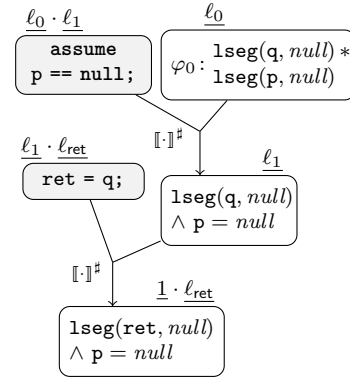 ℓ₀ · ℓ₁
ℓ₀
assume
p == null;
φ₀: lseg(q, null) *
lseg(p, null)
⟦·⟧♯
ℓ₁ · ℓret
ℓ₁
ret = q;
lseg(q, null)
∧ p = null
⟦·⟧♯
1 · ℓret
lseg(ret, null)
∧ p = null